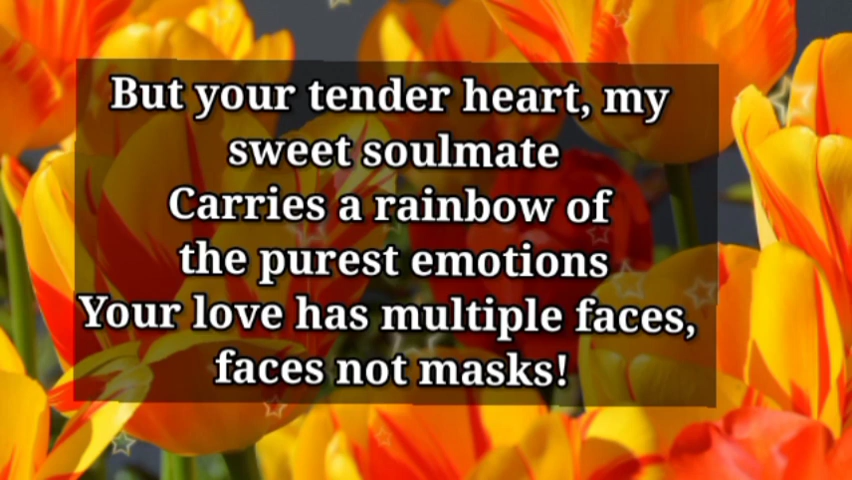 But your tender heart, my
sweet soulmate
Carries a rainbow of
the purest emotions
Your love has multiple faces,
faces not masks!